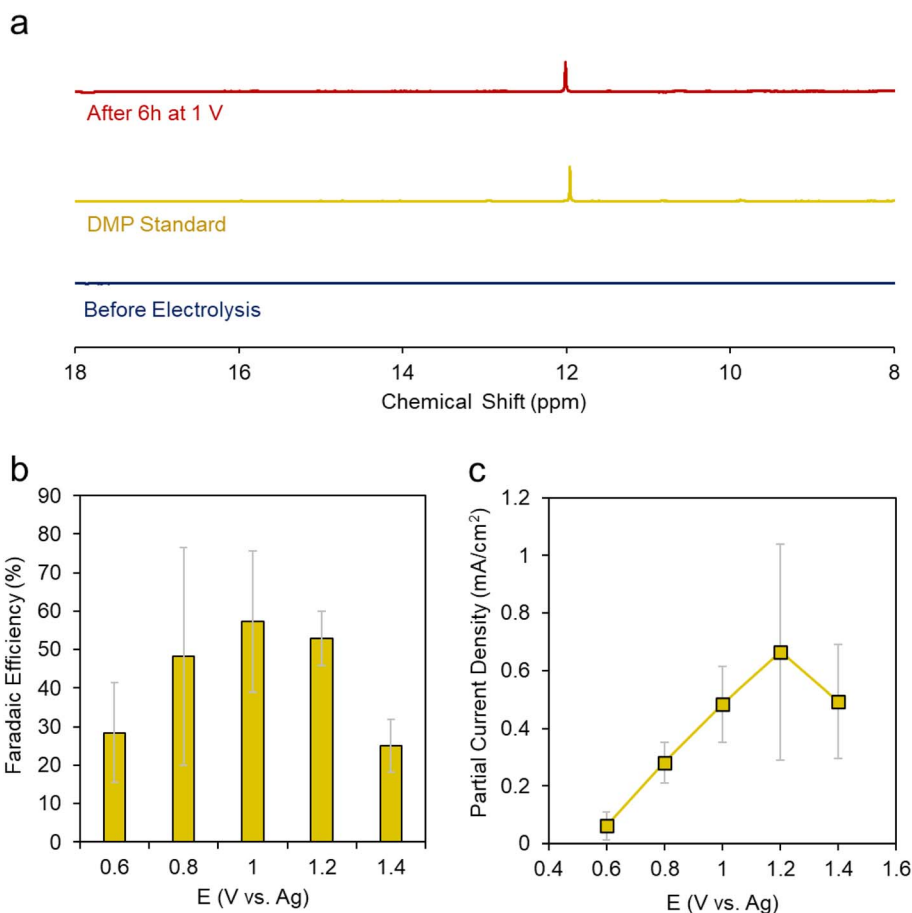 a
After 6h at 1 V
DMP Standard
Before Electrolysis
18 16 14 12 10 8
Chemical Shift (ppm)
b
90
80
70
60
50
40
30
20
10
0
Faradaic Efficiency (%)
0.6 0.8 1 1.2 1.4
E (V vs. Ag)
c
1.2
1
0.8
0.6
0.4
0.2
0
Partial Current Density (mA/cm²)
0.4 0.6 0.8 1 1.2 1.4 1.6
E (V vs. Ag)